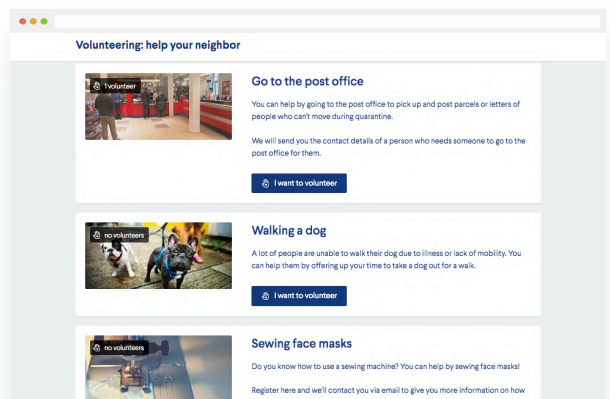 Volunteering: help your neighbor
1 volunteer
Go to the post office
You can help by going to the post office to pick up and post parcels or letters of
people who can't move during quarantine.
We will send you the contact details of a person who needs someone to go to the
post office for them.
I want to volunteer
no volunteers
Walking a dog
A lot of people are unable to walk their dog due to illness or lack of mobility. You
can help them by offering up your time to take a dog out for a walk.
I want to volunteer
no volunteers
Sewing face masks
Do you know how to use a sewing machine? You can help by sewing face masks!
Register here and we'll contact you via email to give you more information on how